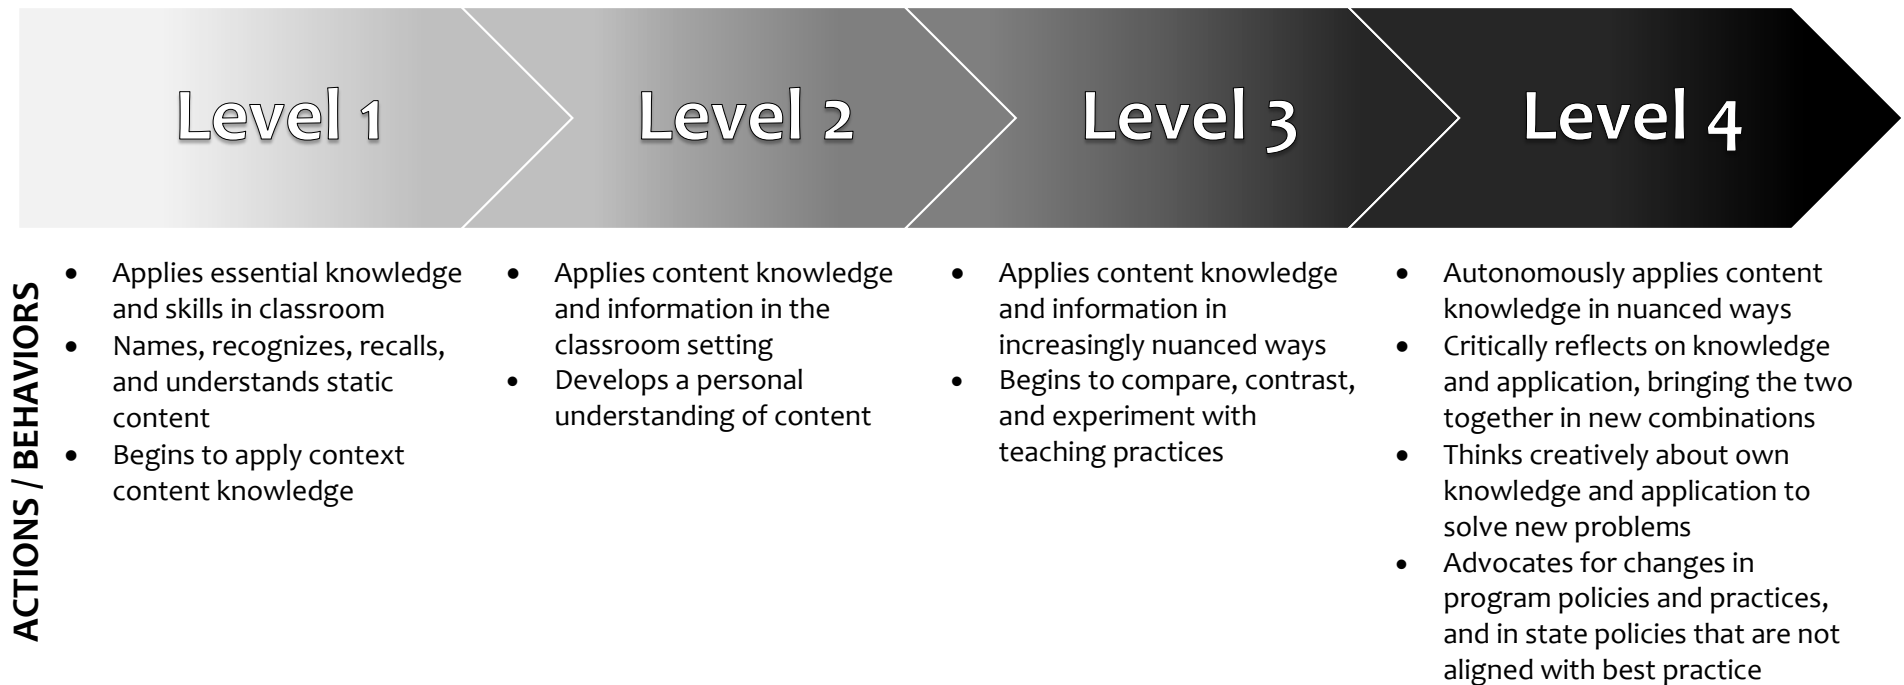 Level 1
Level 2
Level 3
Level 4
ACTIONS / BEHAVIORS
• Applies essential knowledge
and skills in classroom
• Names, recognizes, recalls,
and understands static
content
• Begins to apply context
content knowledge
• Applies content knowledge
and information in the
classroom setting
• Develops a personal
understanding of content
• Applies content knowledge
and information in
increasingly nuanced ways
• Begins to compare, contrast,
and experiment with
teaching practices
• Autonomously applies content
knowledge in nuanced ways
• Critically reflects on knowledge
and application, bringing the two
together in new combinations
• Thinks creatively about own
knowledge and application to
solve new problems
• Advocates for changes in
program policies and practices,
and in state policies that are not
aligned with best practice